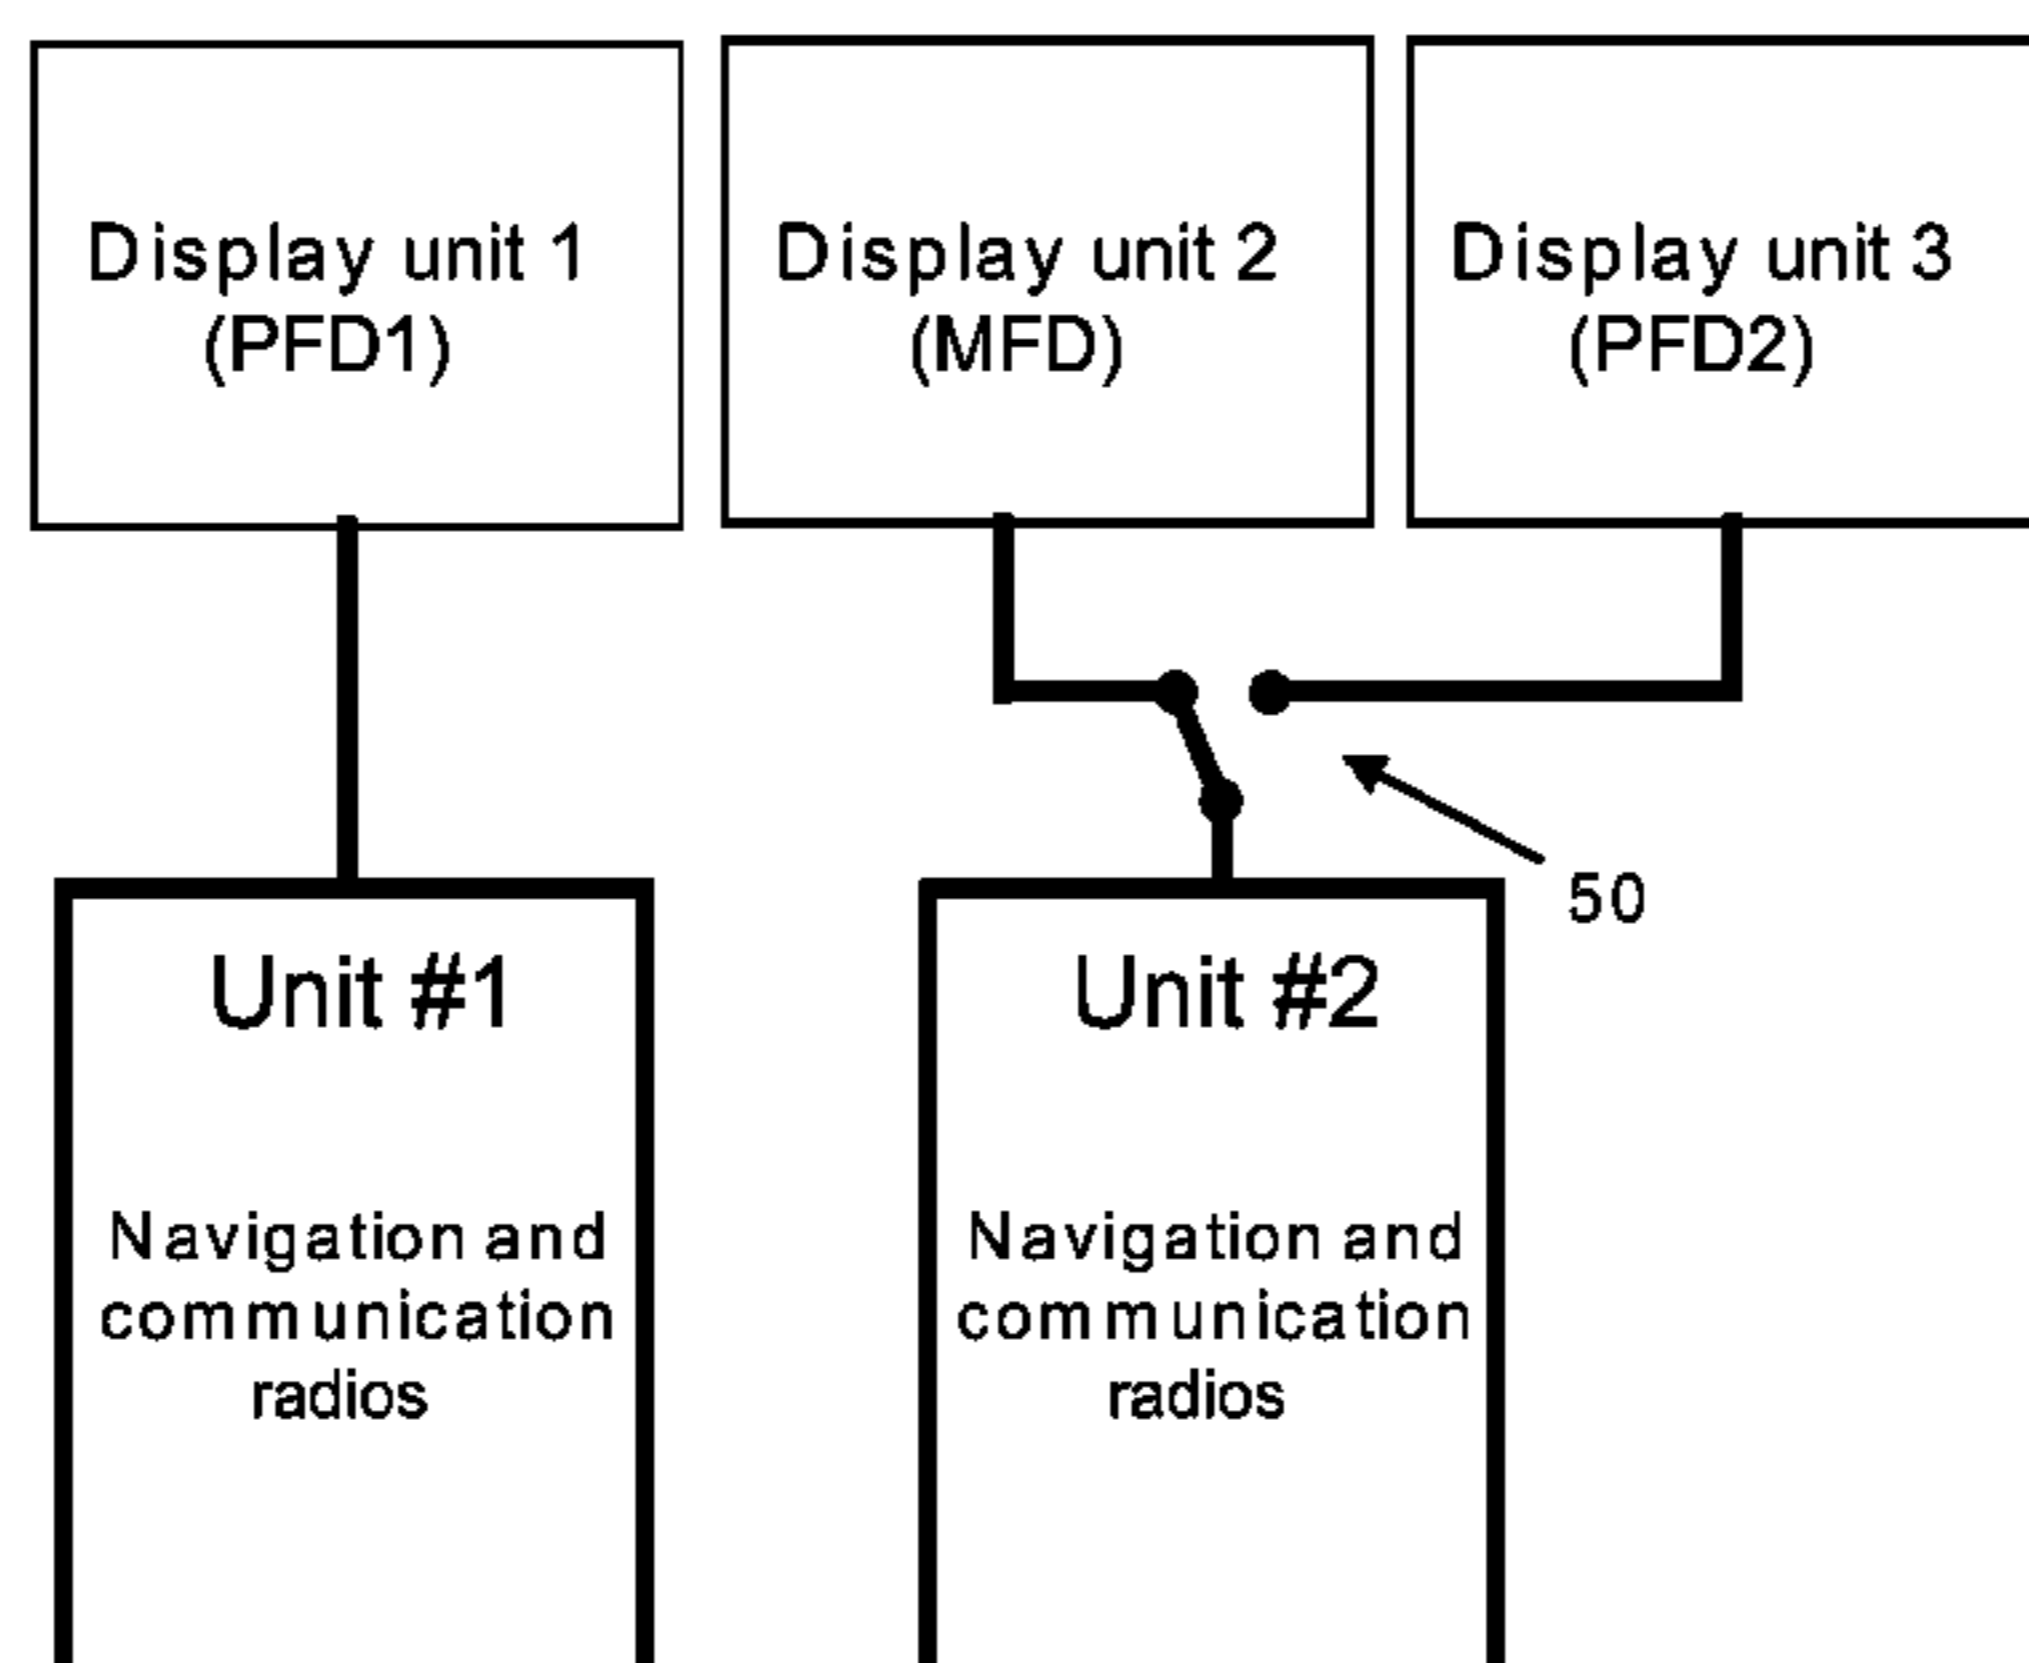 Display unit 1
(PFD1)
Display unit 2
(MFD)
Display unit 3
(PFD2)
50
Unit #1
Navigation and
communication
radios
Unit #2
Navigation and
communication
radios